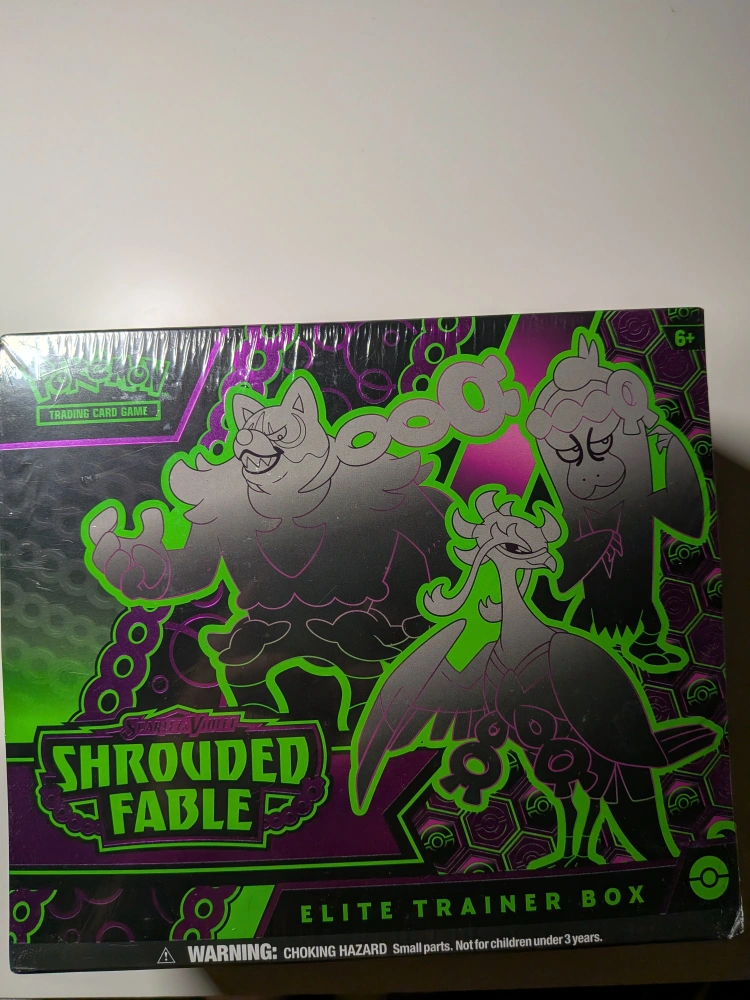 POKÉMON
TRADING CARD GAME
6+
SCARLET & VIOLET
SHROUDED
FABLE
ELITE TRAINER BOX
WARNING: CHOKING HAZARD Small parts. Not for children under 3 years.